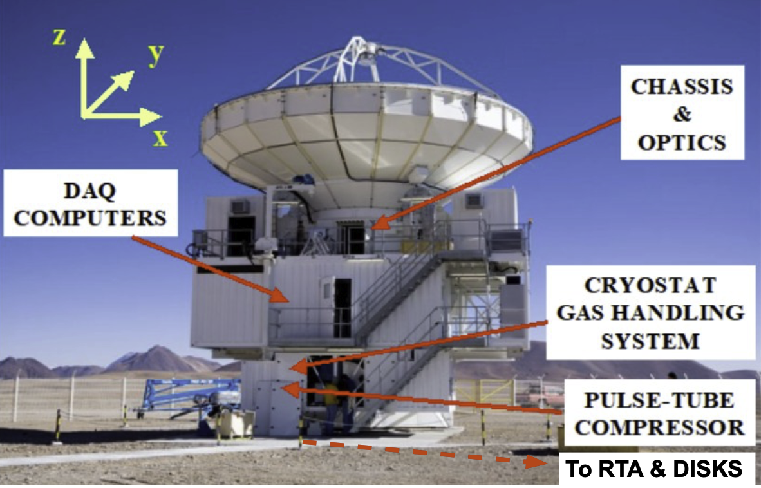 z
y
x
CHASSIS
&
OPTICS
DAQ
COMPUTERS
CRYOSTAT
GAS HANDLING
SYSTEM
PULSE-TUBE
COMPRESSOR
To RTA & DISKS